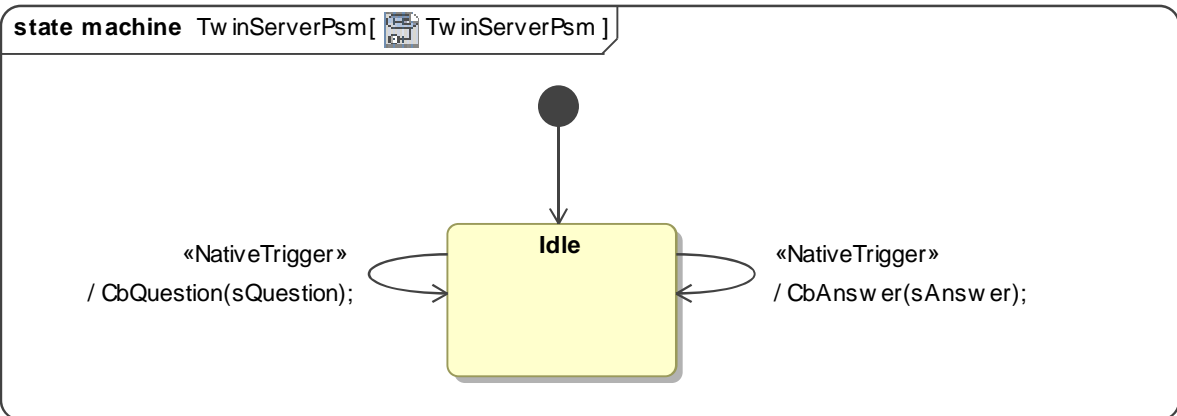 state machine TwinServerPsm[ TwinServerPsm ]
Idle
«NativeTrigger»
/ CbQuestion(sQuestion);
«NativeTrigger»
/ CbAnswer(sAnswer);